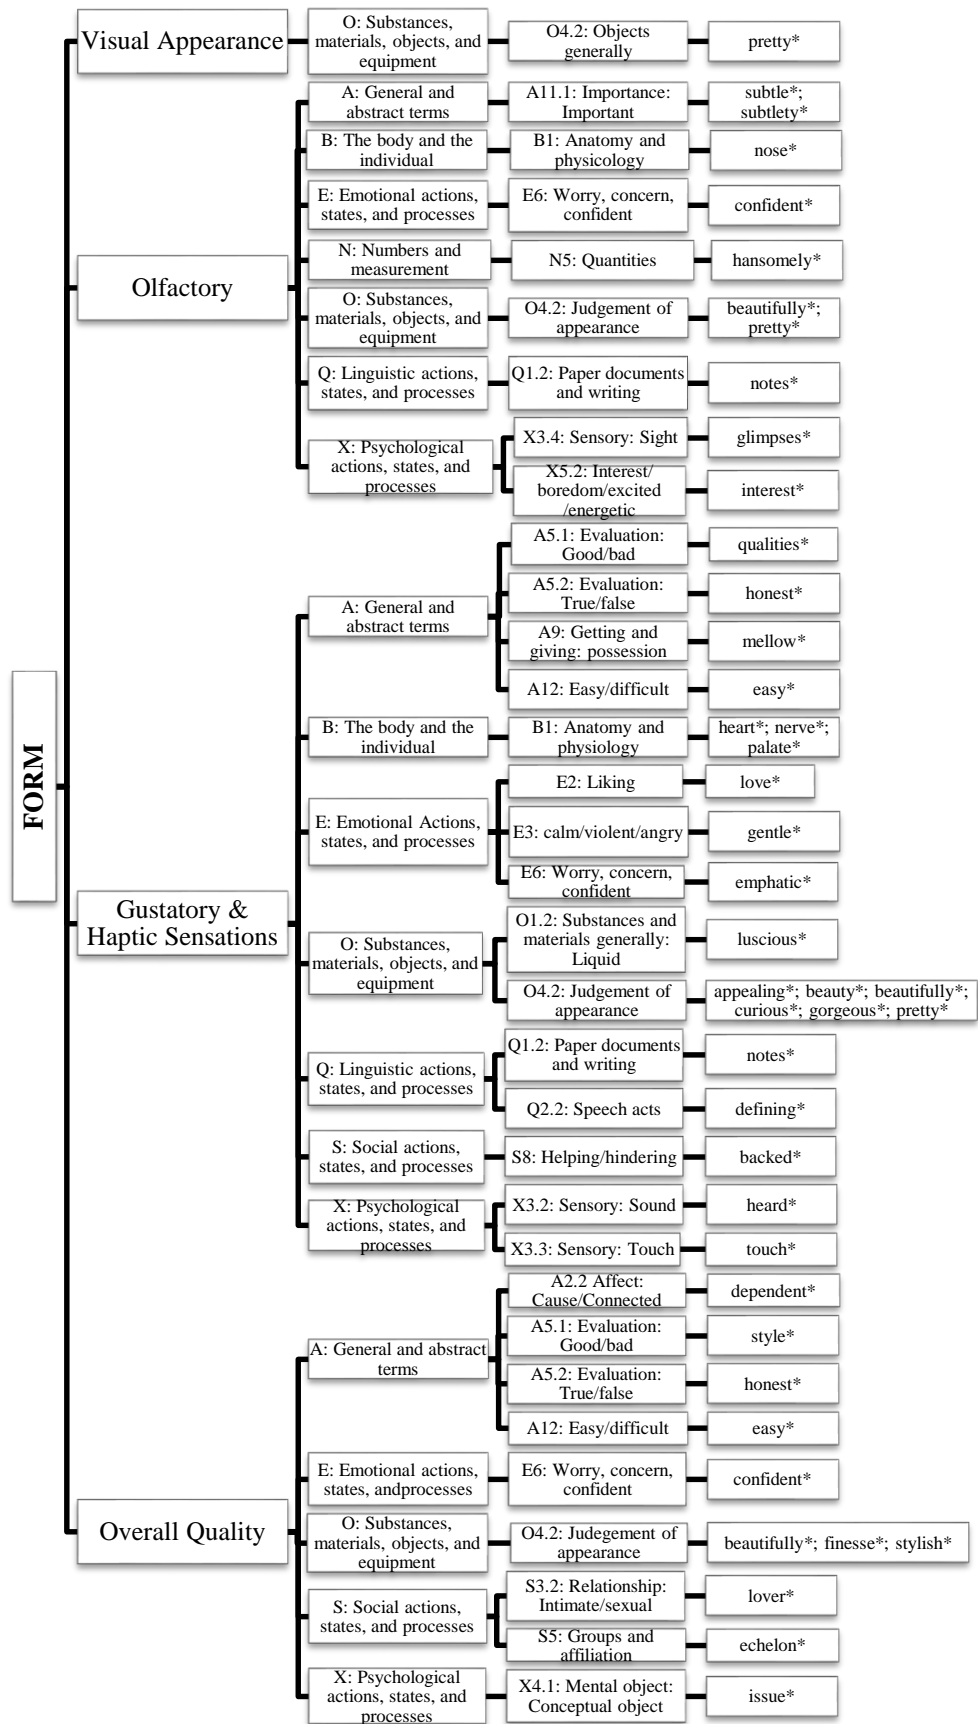 FORM
Visual Appearance
O: Substances,
materials, objects, and
equipment
O4.2: Objects
generally
pretty*
Olfactory
A: General and
abstract terms
A11.1: Importance:
Important
subtle*;
subtlety*
B: The body and the
individual
B1: Anatomy and
physicology
nose*
E: Emotional actions,
states, and processes
E6: Worry, concern,
confident
confident*
N: Numbers and
measurement
N5: Quantities
hansomely*
O: Substances,
materials, objects, and
equipment
O4.2: Judgement of
appearance
beautifully*;
pretty*
Q: Linguistic actions,
states, and processes
Q1.2: Paper documents
and writing
notes*
X: Psychological
actions, states, and
processes
X3.4: Sensory: Sight
glimpses*
X5.2: Interest/
boredom/excited
/energetic
interest*
Gustatory &
Haptic Sensations
A: General and
abstract terms
A5.1: Evaluation:
Good/bad
qualities*
A5.2: Evaluation:
True/false
honest*
A9: Getting and
giving: possession
mellow*
A12: Easy/difficult
easy*
B: The body and the
individual
B1: Anatomy and
physiology
heart*; nerve*;
palate*
E: Emotional Actions,
states, and processes
E2: Liking
love*
E3: calm/violent/angry
gentle*
E6: Worry, concern,
confident
emphatic*
O: Substances,
materials, objects, and
equipment
O1.2: Substances and
materials generally:
Liquid
luscious*
O4.2: Judgement of
appearance
appealing*; beauty*; beautifully*;
curious*; gorgeous*; pretty*
Q: Linguistic actions,
states, and processes
Q1.2: Paper documents
and writing
notes*
Q2.2: Speech acts
defining*
S: Social actions,
states, and processes
S8: Helping/hindering
backed*
X: Psychological
actions, states, and
processes
X3.2: Sensory: Sound
heard*
X3.3: Sensory: Touch
touch*
Overall Quality
A: General and abstract
terms
A2.2 Affect:
Cause/Connected
dependent*
A5.1: Evaluation:
Good/bad
style*
A5.2: Evaluation:
True/false
honest*
A12: Easy/difficult
easy*
E: Emotional actions,
states, andprocesses
E6: Worry, concern,
confident
confident*
O: Substances,
materials, objects, and
equipment
O4.2: Judegement of
appearance
beautifully*; finesse*; stylish*
S: Social actions,
states, and processes
S3.2: Relationship:
Intimate/sexual
lover*
S5: Groups and
affiliation
echelon*
X: Psychological
actions, states, and
processes
X4.1: Mental object:
Conceptual object
issue*